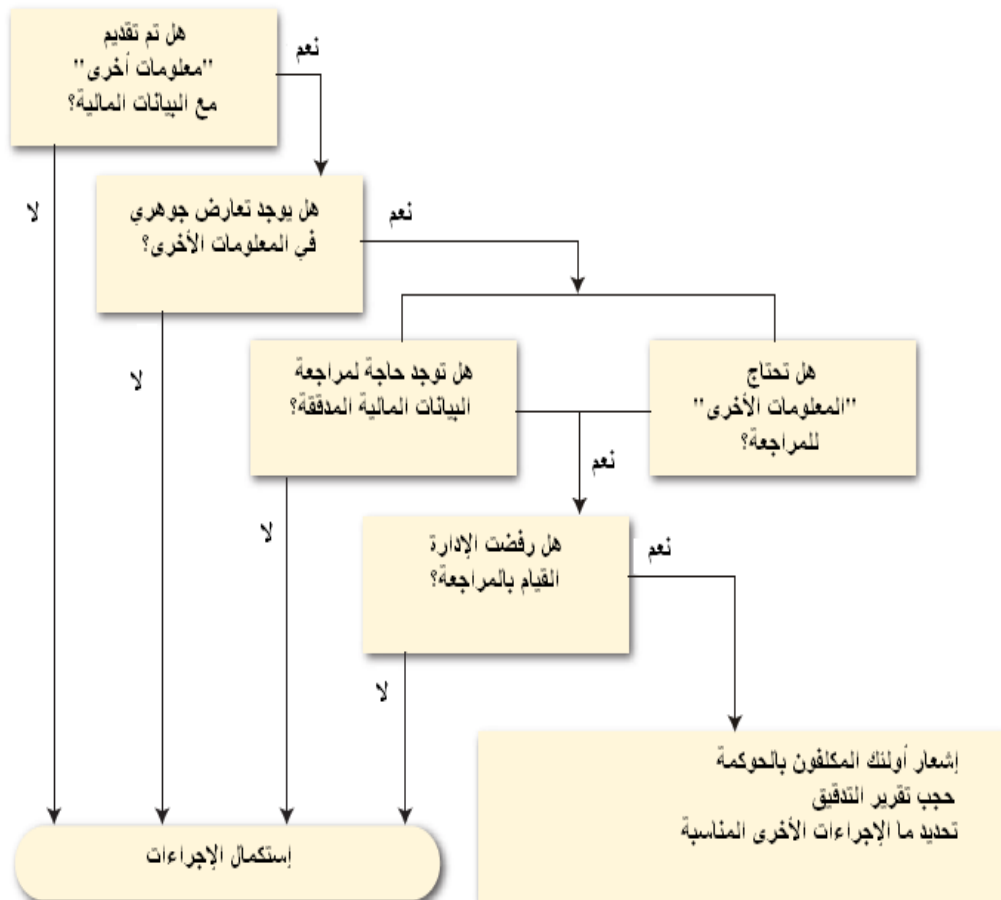 هل تم تقديم
"معلومات أخرى"
مع البيانات المالية؟
نعم
لا
هل يوجد تعارض جوهري
في المعلومات الأخرى؟
نعم
لا
هل توجد حاجة لمراجعة
البيانات المالية المدققة؟
هل تحتاج
"المعلومات الأخرى"
للمراجعة؟
نعم
لا
هل رفضت الإدارة
القيام بالمراجعة؟
نعم
لا
إشعار أولئك المكلفون بالحوكمة
حجب تقرير التدقيق
تحديد ما الإجراءات الأخرى المناسبة
إستكمال الإجراءات